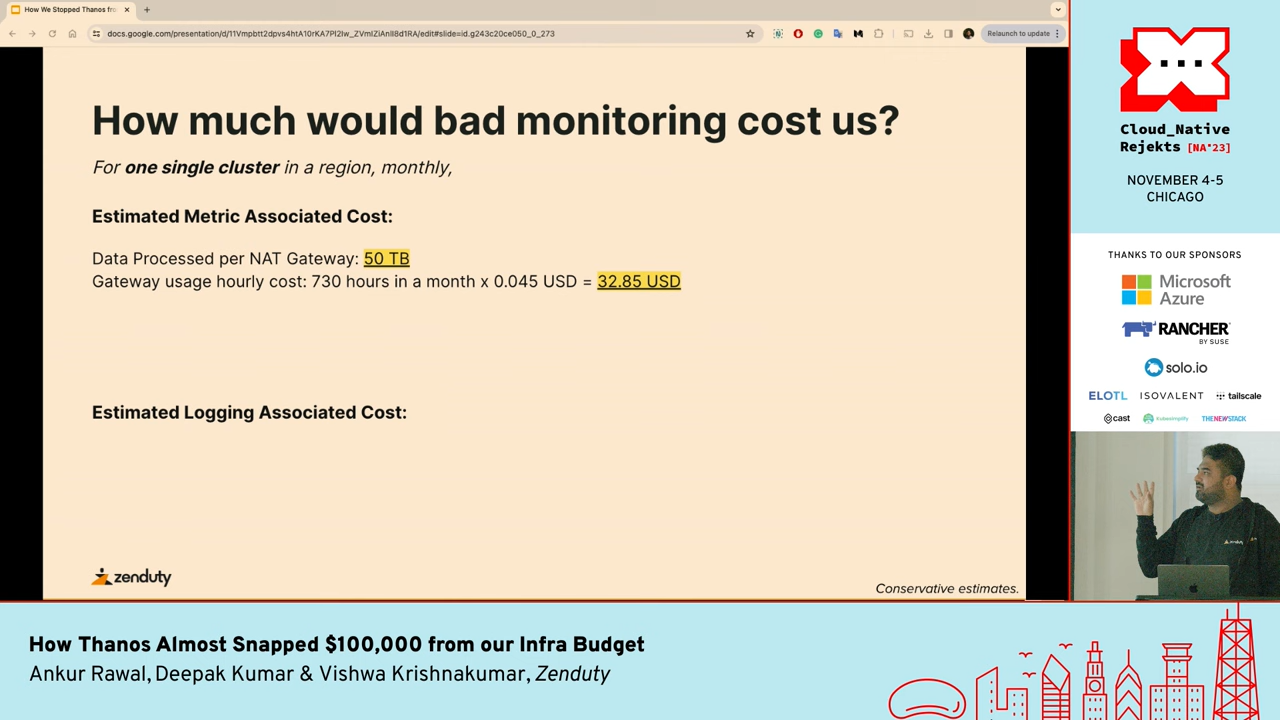 How We Stopped Thanos fro
docs.google.com/presentation/d/11Vmpbtt2dpvs4htA10rKA7Pl2Iw_ZVmIZiAnll8d1RA/edit#slide=id.g243c20ce050_0_273
Relaunch to update
How much would bad monitoring cost us?
For one single cluster in a region, monthly,
Estimated Metric Associated Cost:
Data Processed per NAT Gateway: 50 TB
Gateway usage hourly cost: 730 hours in a month x 0.045 USD = 32.85 USD
Estimated Logging Associated Cost:
zenduty
Conservative estimates.
Cloud_Native
Rejekts [NA'23]
NOVEMBER 4-5
CHICAGO
THANKS TO OUR SPONSORS
Microsoft
Azure
RANCHER
BY SUSE
solo.io
ELOTL ISOVALENT tailscale
cast kubesimplify THENEWSTACK
zenduty
How Thanos Almost Snapped $100,000 from our Infra Budget
Ankur Rawal, Deepak Kumar & Vishwa Krishnakumar, Zenduty